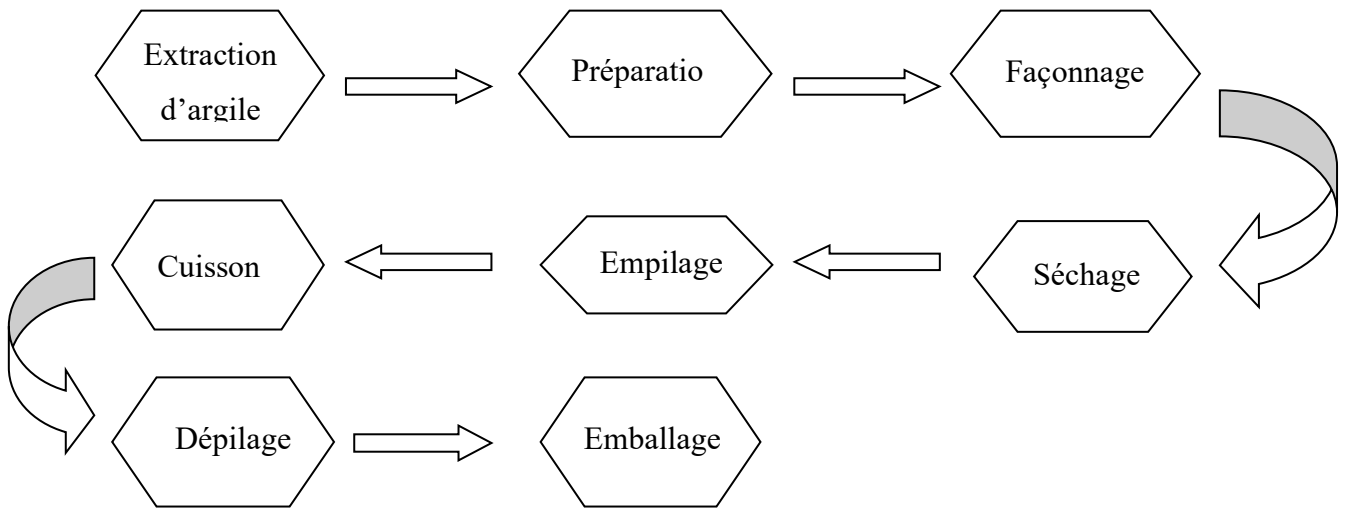 Extraction
d’argile
Préparatio
Façonnage
Séchage
Empilage
Cuisson
Dépilage
Emballage